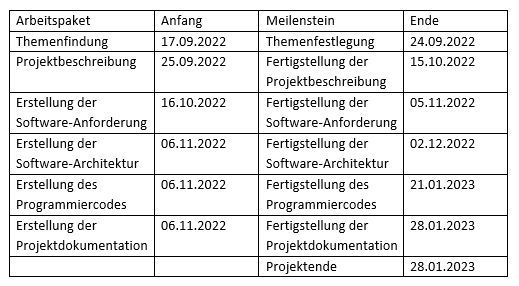 Arbeitspaket Anfang Meilenstein Ende
Themenfindung 17.09.2022 Themenfestlegung 24.09.2022
Projektbeschreibung 25.09.2022 Fertigstellung der 15.10.2022
Projektbeschreibung
Erstellung der 16.10.2022 Fertigstellung der 05.11.2022
Software-Anforderung Software-Anforderung
Erstellung der 06.11.2022 Fertigstellung der 02.12.2022
Software-Architektur Software-Architektur
Erstellung des 06.11.2022 Fertigstellung des 21.01.2023
Programmiercodes Programmiercodes
Erstellung der 06.11.2022 Fertigstellung der 28.01.2023
Projektdokumentation Projektdokumentation
Projektende 28.01.2023